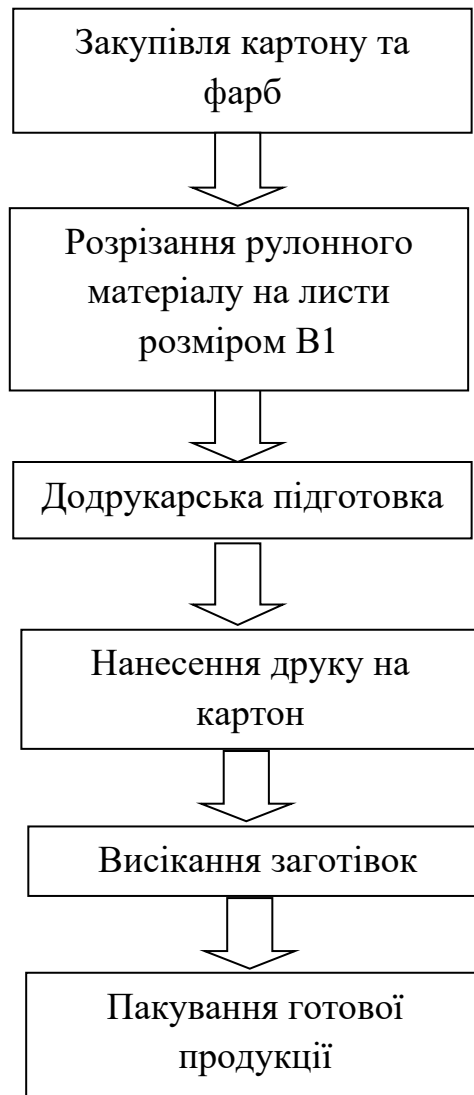 Закупівля картону та
фарб
Розрізання рулонного
матеріалу на листи
розміром В1
Додрукарська підготовка
Нанесення друку на
картон
Висікання заготівок
Пакування готової
продукції